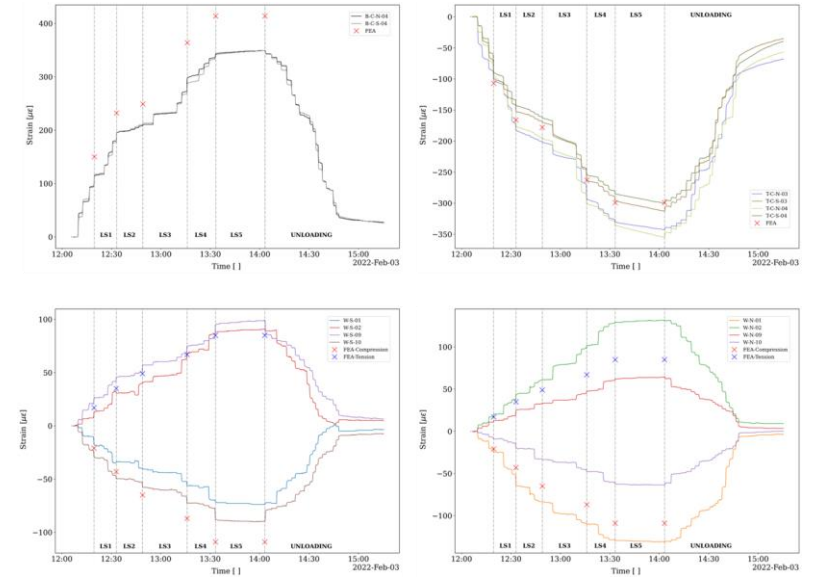 400
300
200
100
0
Strain [με]
B-C-N-04
B-C-S-04
FEA
LS1 LS2 LS3 LS4 LS5 UNLOADING
12:00 12:30 13:00 13:30 14:00 14:30 15:00
Time [ ]
2022-Feb-03
0
−50
−100
−150
−200
−250
−300
−350
Strain [με]
LS1 LS2 LS3 LS4 LS5 UNLOADING
T-C-N-03
T-C-S-03
T-C-N-04
T-C-S-04
FEA
12:00 12:30 13:00 13:30 14:00 14:30 15:00
Time [ ]
2022-Feb-03
100
50
0
−50
−100
Strain [με]
W-S-01
W-S-02
W-S-09
W-S-10
FEA-Compression
FEA-Tension
LS1 LS2 LS3 LS4 LS5 UNLOADING
12:00 12:30 13:00 13:30 14:00 14:30 15:00
Time [ ]
2022-Feb-03
100
50
0
−50
−100
Strain [με]
W-N-01
W-N-02
W-N-09
W-N-10
FEA-Compression
FEA-Tension
LS1 LS2 LS3 LS4 LS5 UNLOADING
12:00 12:30 13:00 13:30 14:00 14:30 15:00
Time [ ]
2022-Feb-03